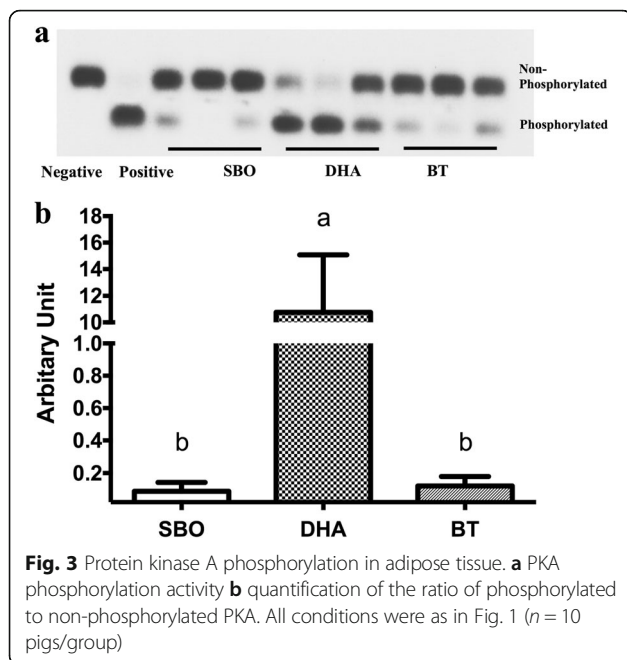 a
Non-
Phosphorylated
Phosphorylated
Negative Positive SBO DHA BT
b
Arbitary Unit
18
16
14
12
10
1.0
0.8
0.6
0.4
0.2
b
a
b
SBO DHA BT
Fig. 3 Protein kinase A phosphorylation in adipose tissue. a PKA
phosphorylation activity b quantification of the ratio of phosphorylated
to non-phosphorylated PKA. All conditions were as in Fig. 1 (n = 10
pigs/group)